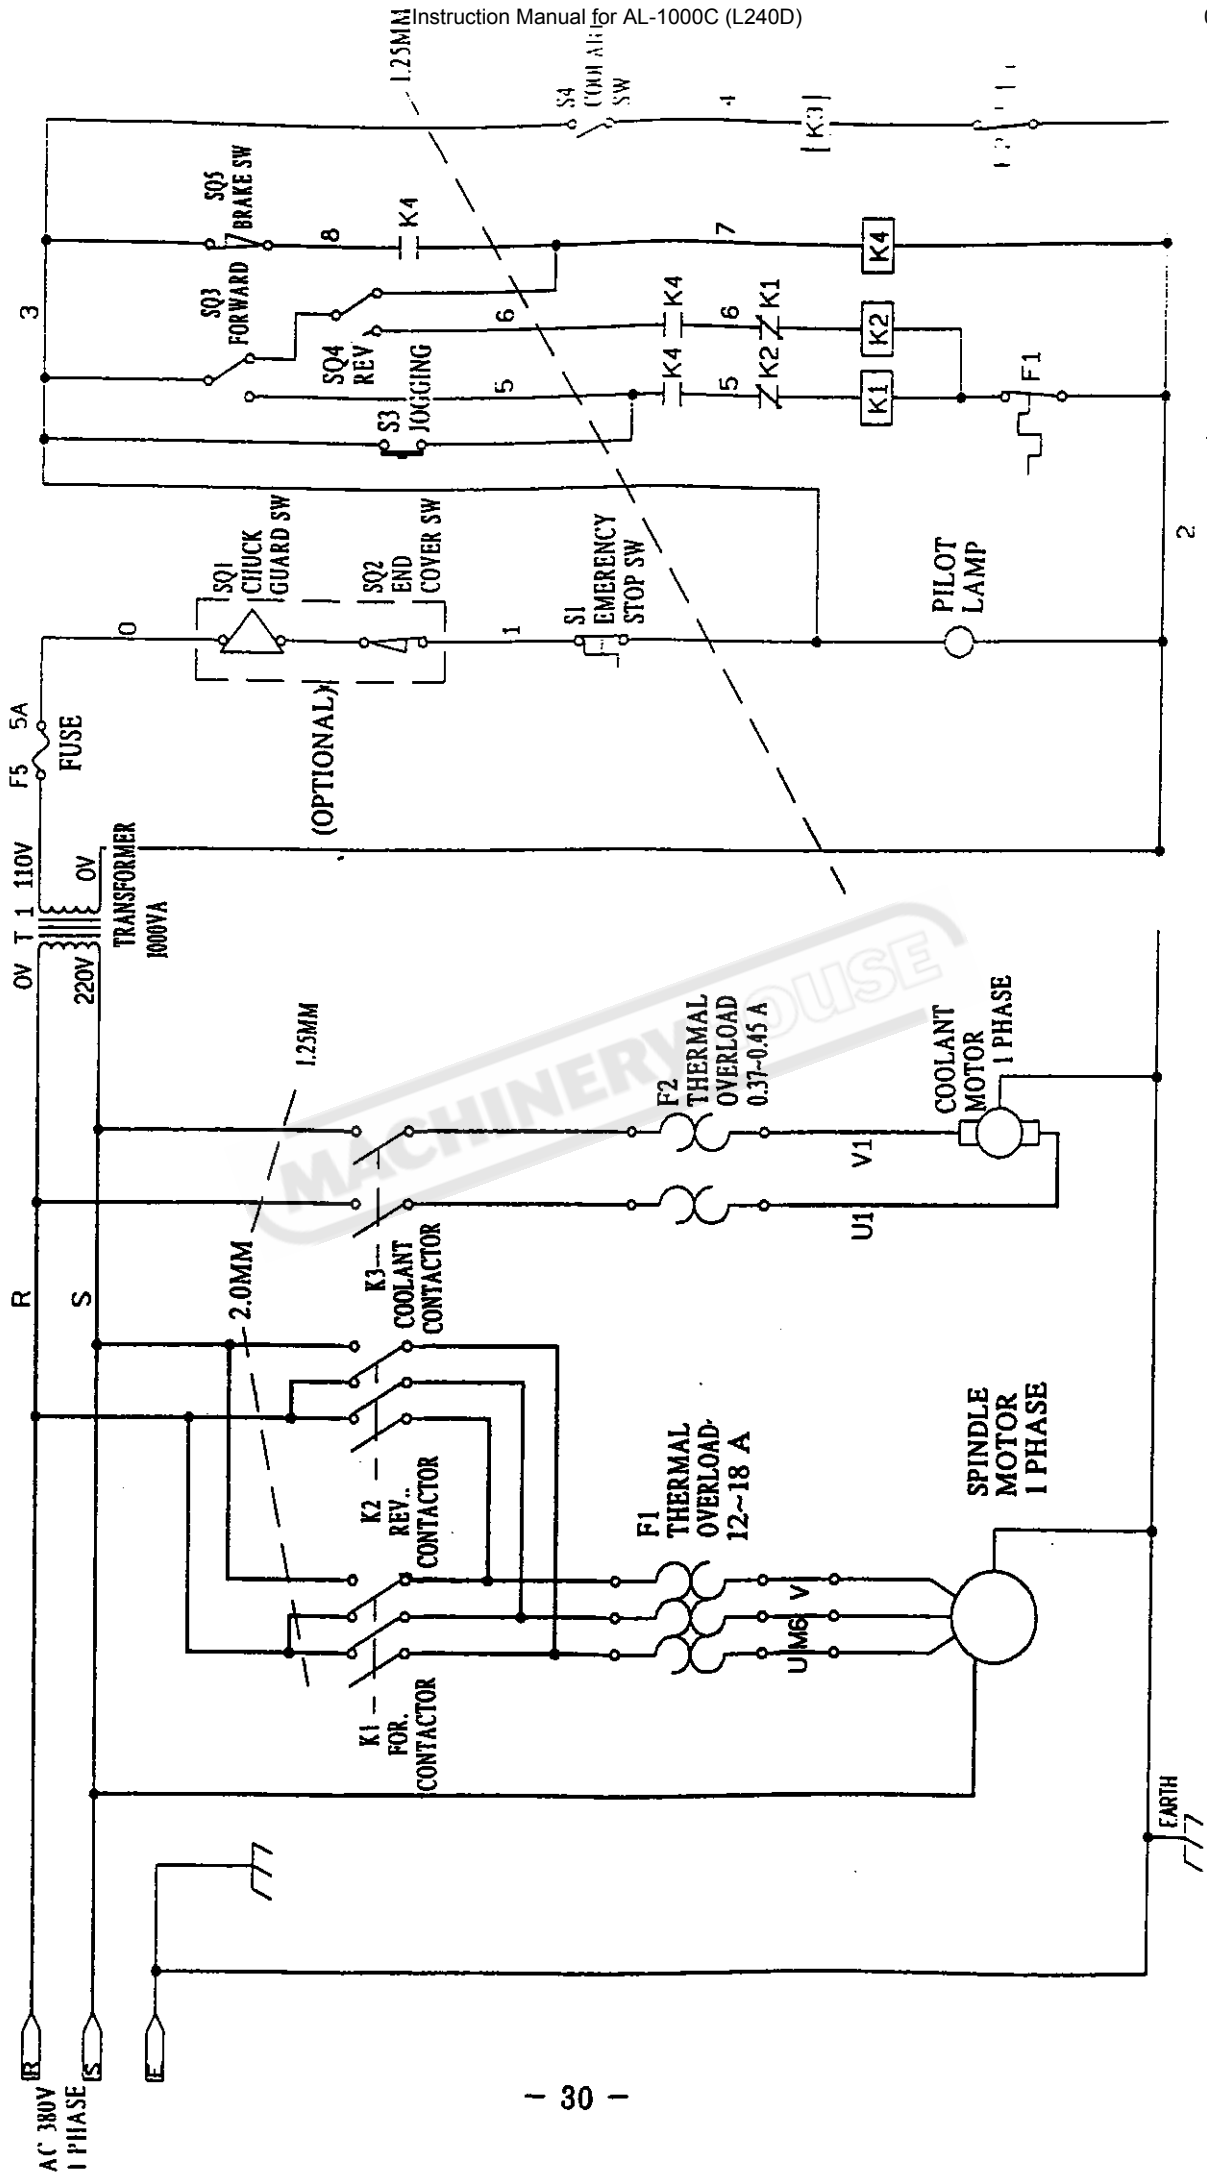 Instruction Manual for AL-1000C (L240D)
AC 380V
1 PHASE
R
S
E
R
S
EARTH
K1
FOR.
CONTACTOR
K2
REV..
CONTACTOR
K3
COOLANT
CONTACTOR
2.0MM
1.25MM
F1
THERMAL
OVERLOAD
12~18 A
U
M6
V
SPINDLE
MOTOR
1 PHASE
F2
THERMAL
OVERLOAD
0.37~0.45 A
U1
V1
COOLANT
MOTOR
1 PHASE
0V T 1 110V
220V
0V
TRANSFORMER
1000VA
F5 5A
FUSE
0
(OPTIONAL)
SQ1
CHUCK
GUARD SW
SQ2
END
COVER SW
1
S1
EMERENCY
STOP SW
PILOT
LAMP
2
3
S3
JOGGING
SQ3
FORWARD
SQ4
REV
SQ5
BRAKE SW
5
K4
5
K2
K1
F1
6
K4
6
K1
K2
8
K4
7
K4
1.25MM
S4
SW
4
K3
MACHINERYHOUSE
- 30 -